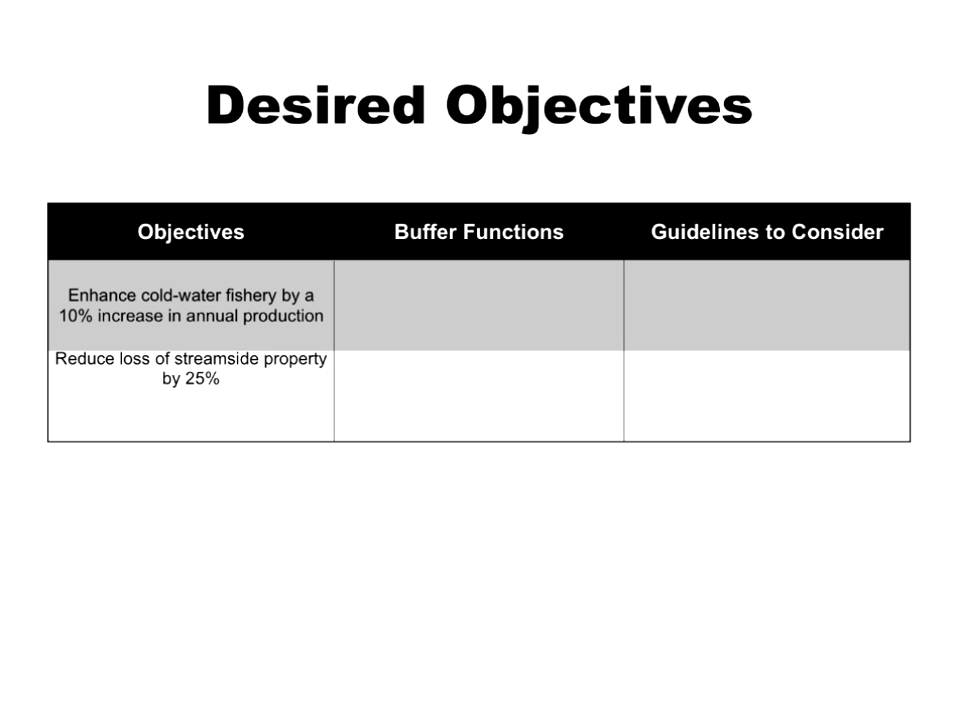 Desired Objectives
Objectives
Buffer Functions
Guidelines to Consider
Enhance cold-water fishery by a
10% increase in annual production
Reduce loss of streamside property
by 25%